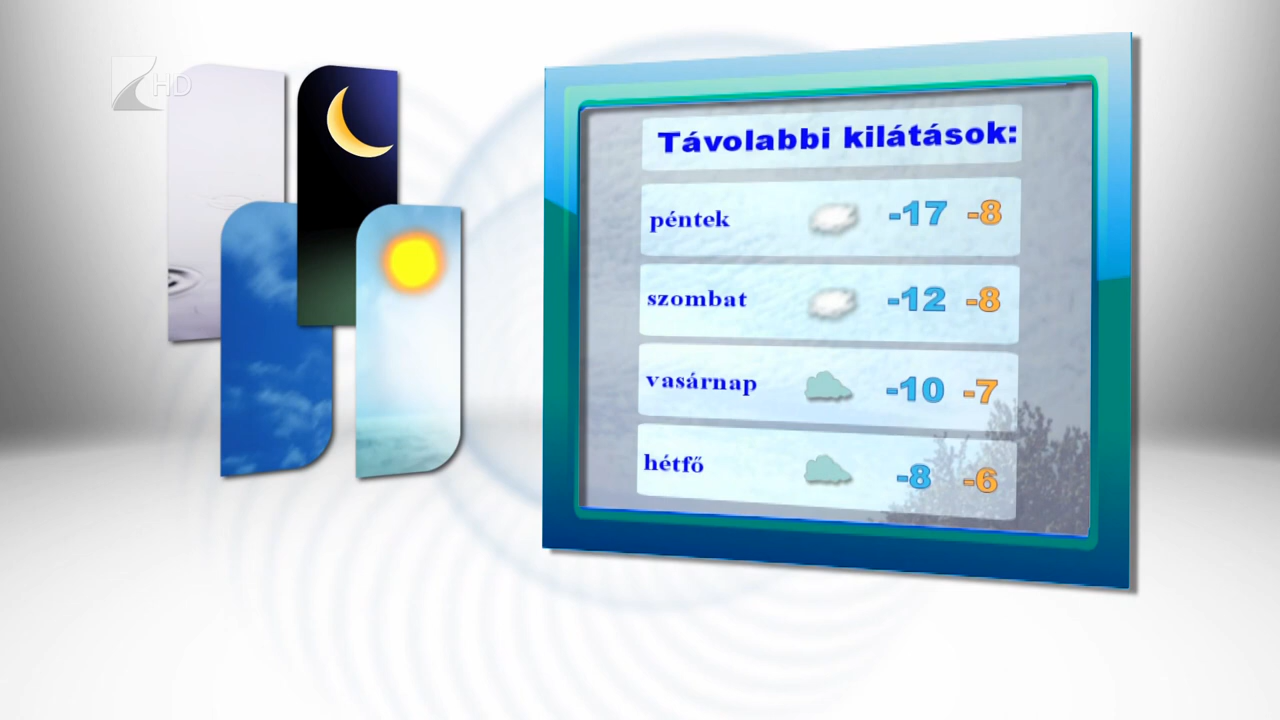 HD
Távolabbi kilátások:
péntek -17 -8
szombat -12 -8
vasárnap -10 -7
hétfő -8 -6